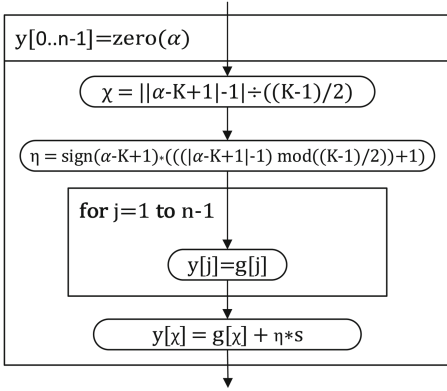 y[0..n-1]=zero(α)
χ = ||α-K+1|-1|÷((K-1)/2)
η = sign(α-K+1)*(((|α-K+1|-1) mod((K-1)/2))+1)
for j=1 to n-1
y[j]=g[j]
y[χ] = g[χ] + η*s